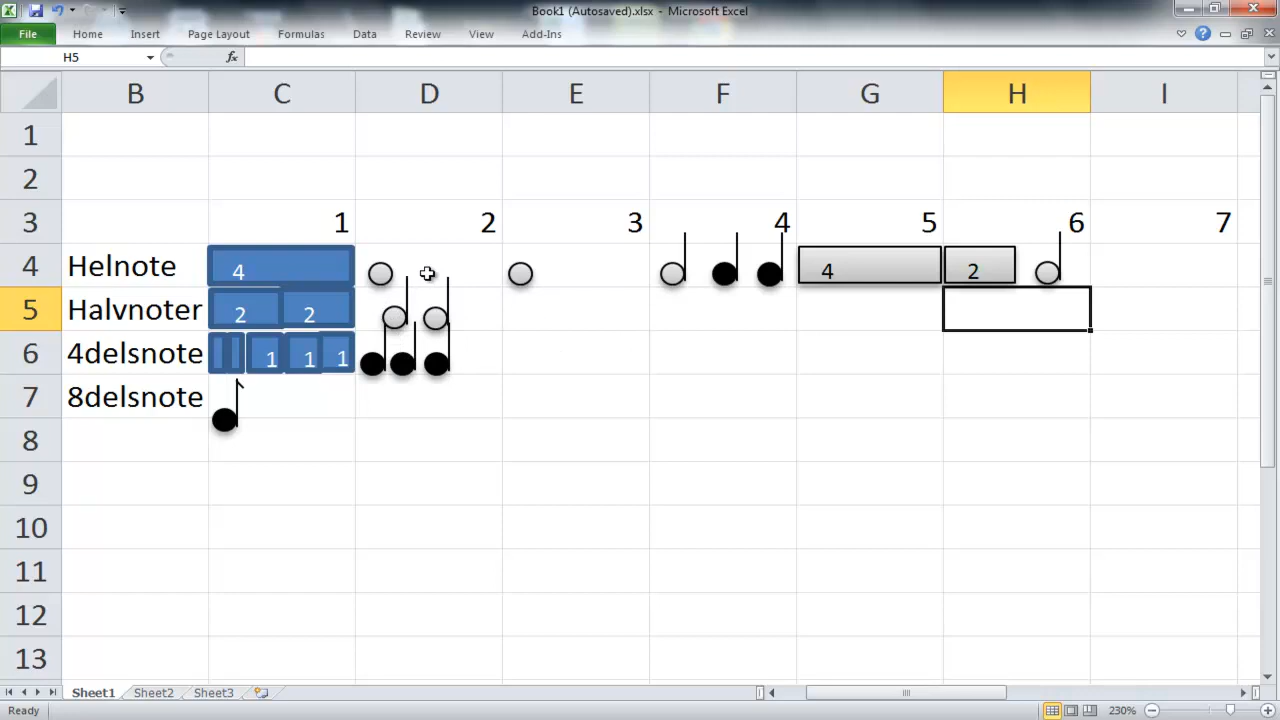 Book1 (Autosaved).xlsx - Microsoft Excel
File Home Insert Page Layout Formulas Data Review View Add-Ins
H5 fx
B C D E F G H I
1
2
3 1 2 3 4 5 6 7
4 Helnote 4 4 2
5 Halvnoter 2 2
6 4delsnote 1 1 1
7 8delsnote
8
9
10
11
12
13
Sheet1 Sheet2 Sheet3
Ready 230%